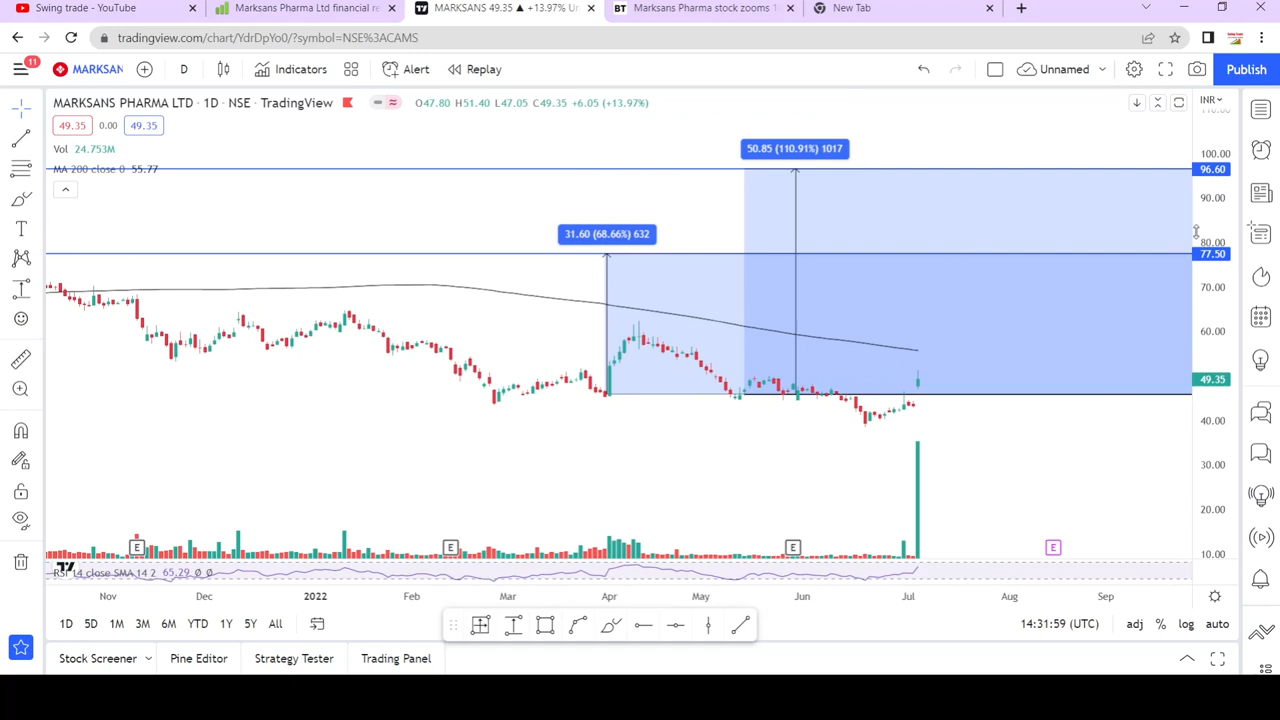 Swing trade - YouTube
Marksans Pharma Ltd financial re
MARKSANS 49.35 ▲ +13.97% Un
BT Marksans Pharma stock zooms 1
New Tab
tradingview.com/chart/YdrDpYo0/?symbol=NSE%3ACAMS
11
MARKSAN
D
Indicators
Alert
Replay
Unnamed
Publish
MARKSANS PHARMA LTD · 1D · NSE · TradingView
O47.80 H51.40 L47.05 C49.35 +6.05 (+13.97%)
INR
49.35 0.00 49.35
Vol 24.753M
MA 200 close 0 55.77
50.85 (110.91%) 1017
31.60 (68.66%) 632
110.00
100.00
96.60
90.00
80.00
77.50
70.00
60.00
49.35
40.00
30.00
20.00
10.00
E E E E
RSI 14 close SMA 14 2 65.29 0 0
Nov Dec 2022 Feb Mar Apr May Jun Jul Aug Sep
1D 5D 1M 3M 6M YTD 1Y 5Y All
14:31:59 (UTC) adj % log auto
Stock Screener Pine Editor Strategy Tester Trading Panel